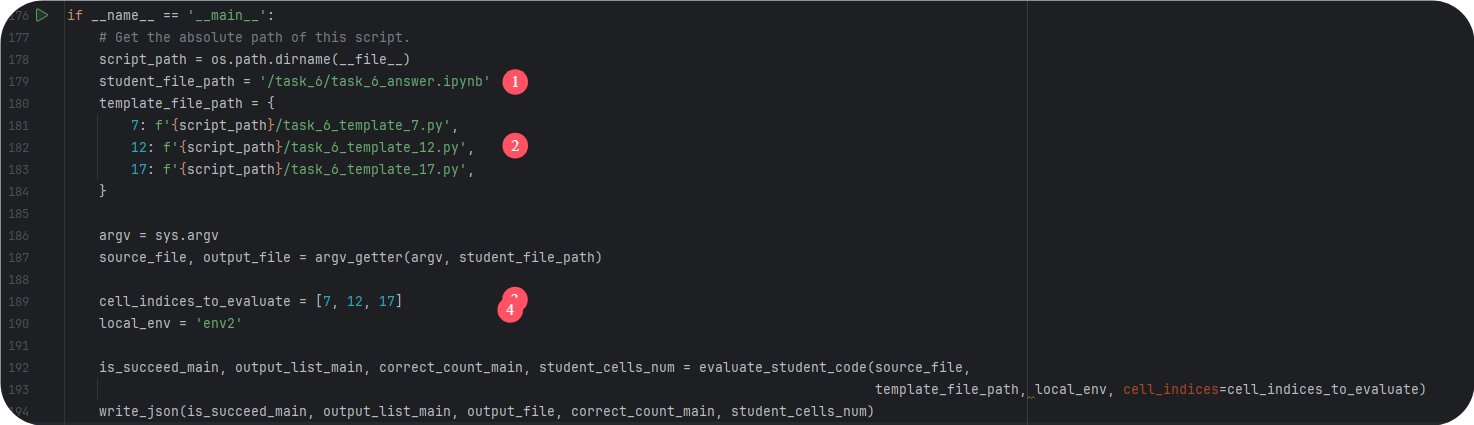 176 if __name__ == '__main__':
177 # Get the absolute path of this script.
178 script_path = os.path.dirname(__file__)
179 student_file_path = '/task_6/task_6_answer.ipynb' 1
180 template_file_path = {
181 7: f'{script_path}/task_6_template_7.py',
182 12: f'{script_path}/task_6_template_12.py', 2
183 17: f'{script_path}/task_6_template_17.py',
184 }
185
186 argv = sys.argv
187 source_file, output_file = argv_getter(argv, student_file_path)
188
189 cell_indices_to_evaluate = [7, 12, 17] 4
190 local_env = 'env2'
191
192 is_succeed_main, output_list_main, correct_count_main, student_cells_num = evaluate_student_code(source_file,
193 template_file_path, local_env, cell_indices=cell_indices_to_evaluate)
194 write_json(is_succeed_main, output_list_main, output_file, correct_count_main, student_cells_num)